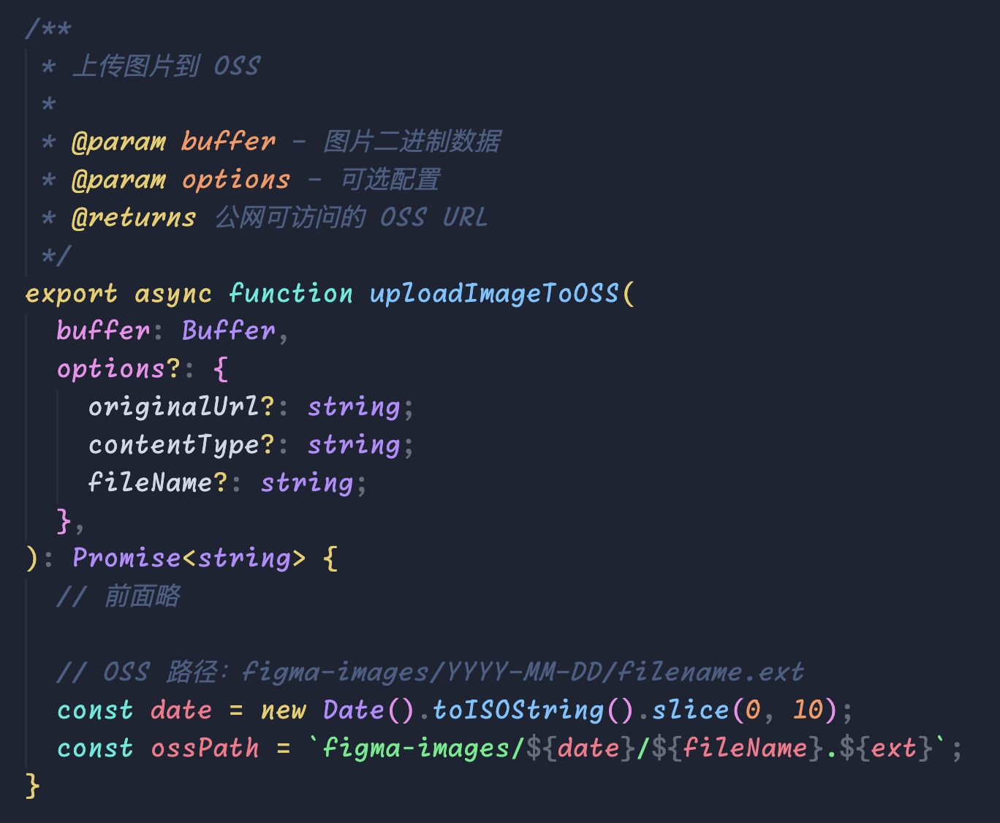 /**
 * 上传图片到 OSS
 *
 * @param buffer - 图片二进制数据
 * @param options - 可选配置
 * @returns 公网可访问的 OSS URL
 */
export async function uploadImageToOSS(
  buffer: Buffer,
  options?: {
    originalUrl?: string;
    contentType?: string;
    fileName?: string;
  },
): Promise<string> {
  // 前面略

  // OSS 路径: figma-images/YYYY-MM-DD/filename.ext
  const date = new Date().toISOString().slice(0, 10);
  const ossPath = `figma-images/${date}/${fileName}.${ext}`;
}